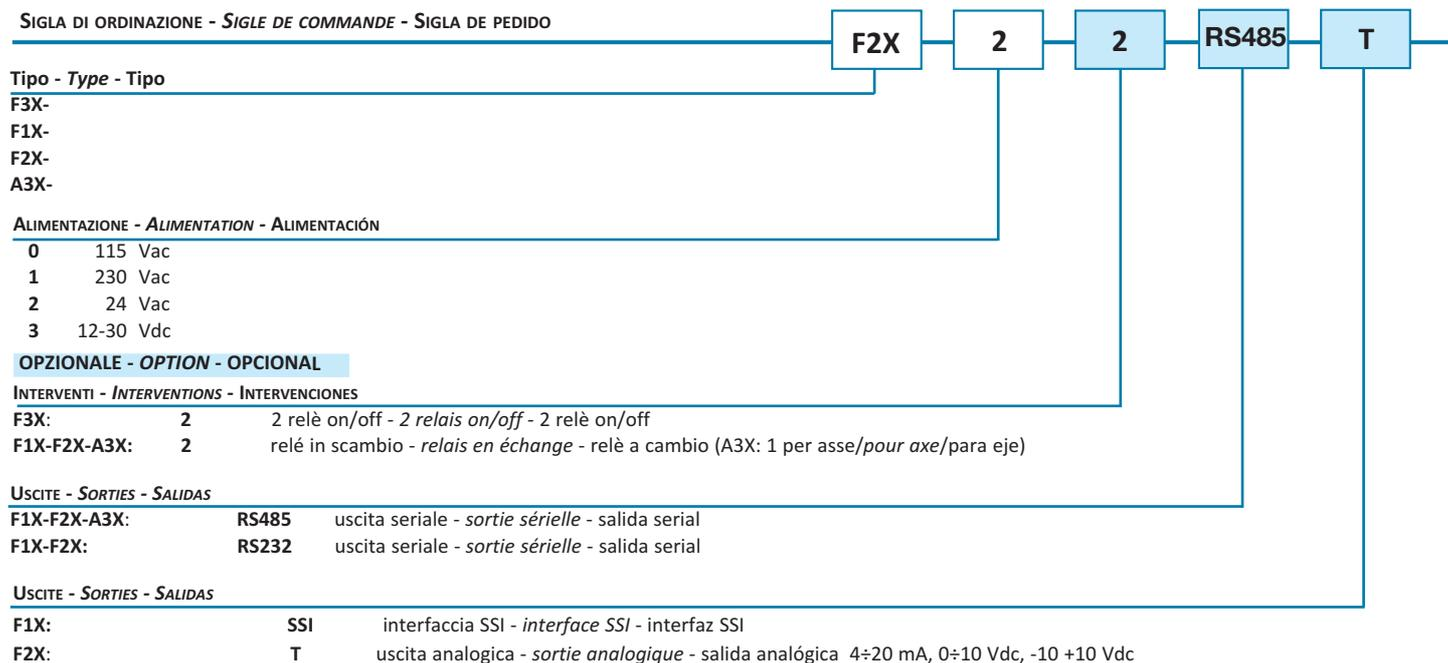 SIGLA DI ORDINAZIONE - SIGLE DE COMMANDE - SIGLA DE PEDIDO
F2X 2 2 RS485 T
Tipo - Type - Tipo
F3X-
F1X-
F2X-
A3X-
ALIMENTAZIONE - ALIMENTATION - ALIMENTACIÓN
0 115 Vac
1 230 Vac
2 24 Vac
3 12-30 Vdc
OPZIONALE - OPTION - OPCIONAL
INTERVENTI - INTERVENTIONS - INTERVENCIONES
F3X: 2 2 relè on/off - 2 relais on/off - 2 relè on/off
F1X-F2X-A3X: 2 relé in scambio - relais en échange - relè a cambio (A3X: 1 per asse/pour axe/para eje)
USCITE - SORTIES - SALIDAS
F1X-F2X-A3X: RS485 uscita seriale - sortie sérielle - salida serial
F1X-F2X: RS232 uscita seriale - sortie sérielle - salida serial
USCITE - SORTIES - SALIDAS
F1X: SSI interfaccia SSI - interface SSI - interfaz SSI
F2X: T uscita analogica - sortie analogique - salida analógica 4÷20 mA, 0÷10 Vdc, -10 +10 Vdc